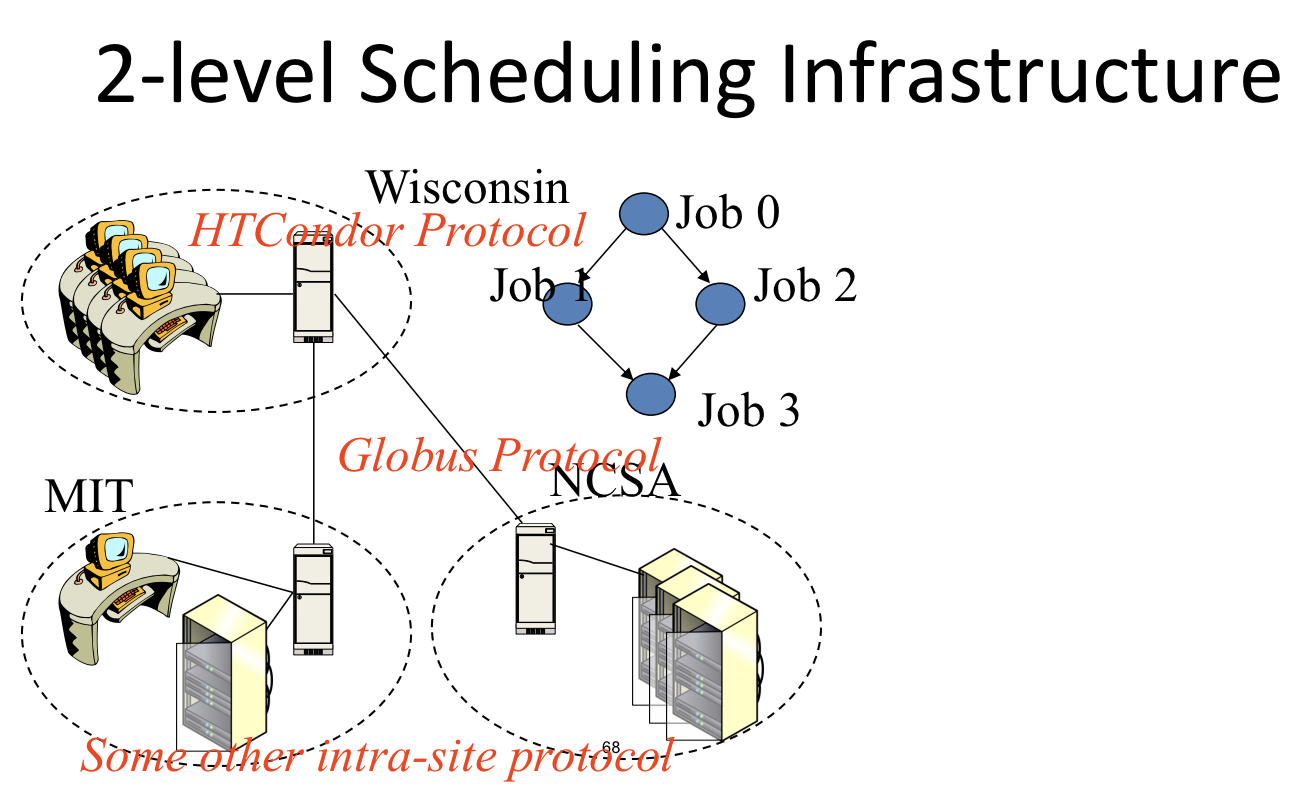 2-level Scheduling Infrastructure
Wisconsin
HTCondor Protocol
Job 0
Job 1
Job 2
Job 3
Globus Protocol
NCSA
MIT
Some other intra-site protocol
68